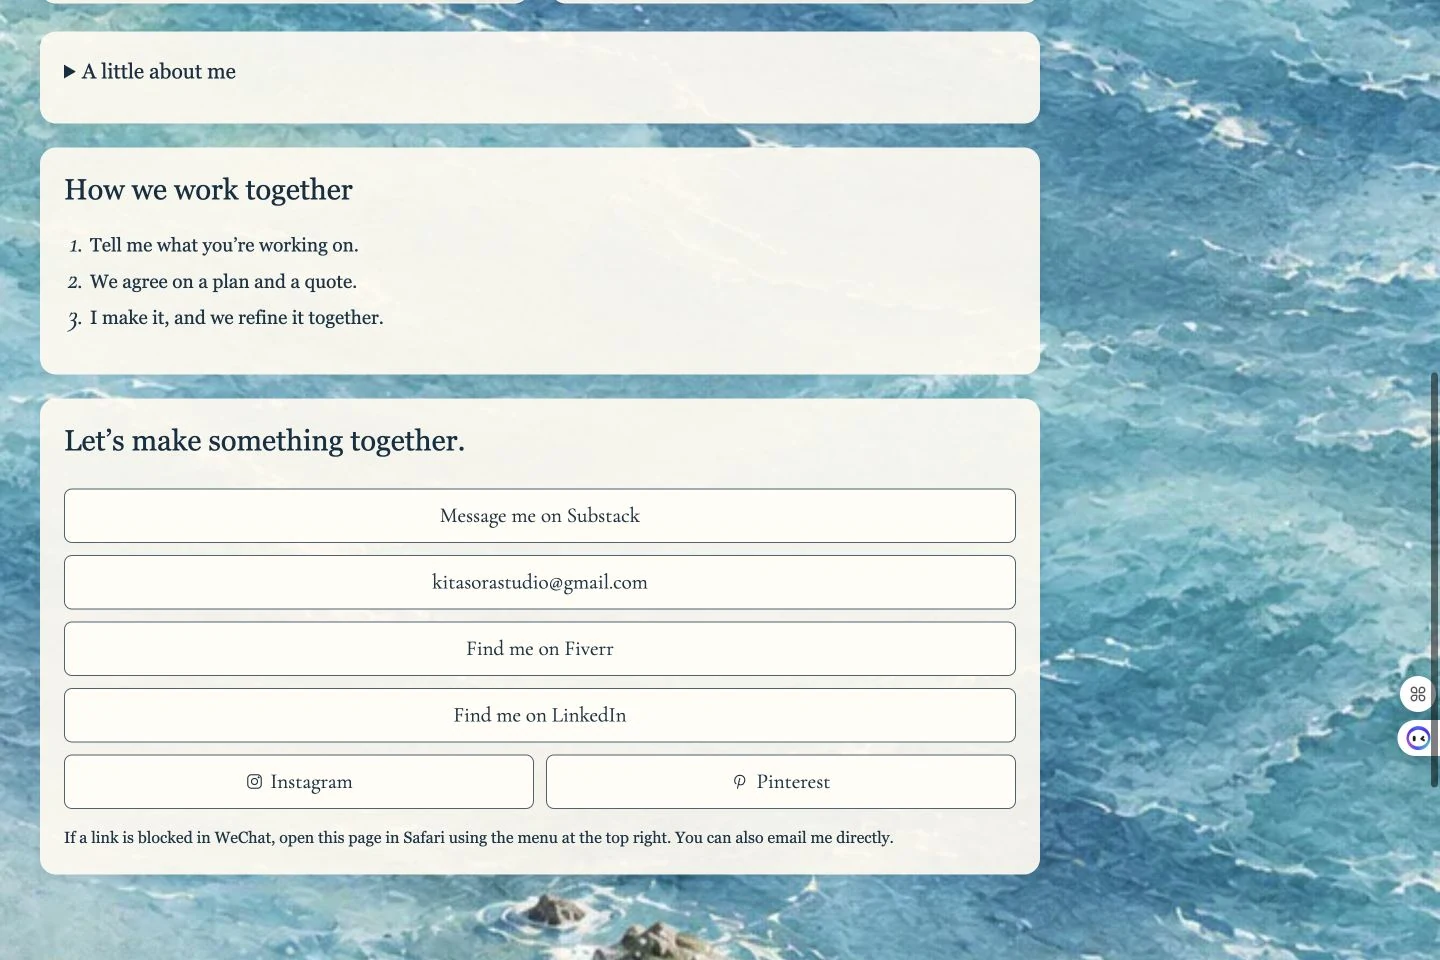 A little about me
How we work together
1. Tell me what you’re working on.
2. We agree on a plan and a quote.
3. I make it, and we refine it together.
Let’s make something together.
Message me on Substack
kitasorastudio@gmail.com
Find me on Fiverr
Find me on LinkedIn
Instagram
Pinterest
If a link is blocked in WeChat, open this page in Safari using the menu at the top right. You can also email me directly.